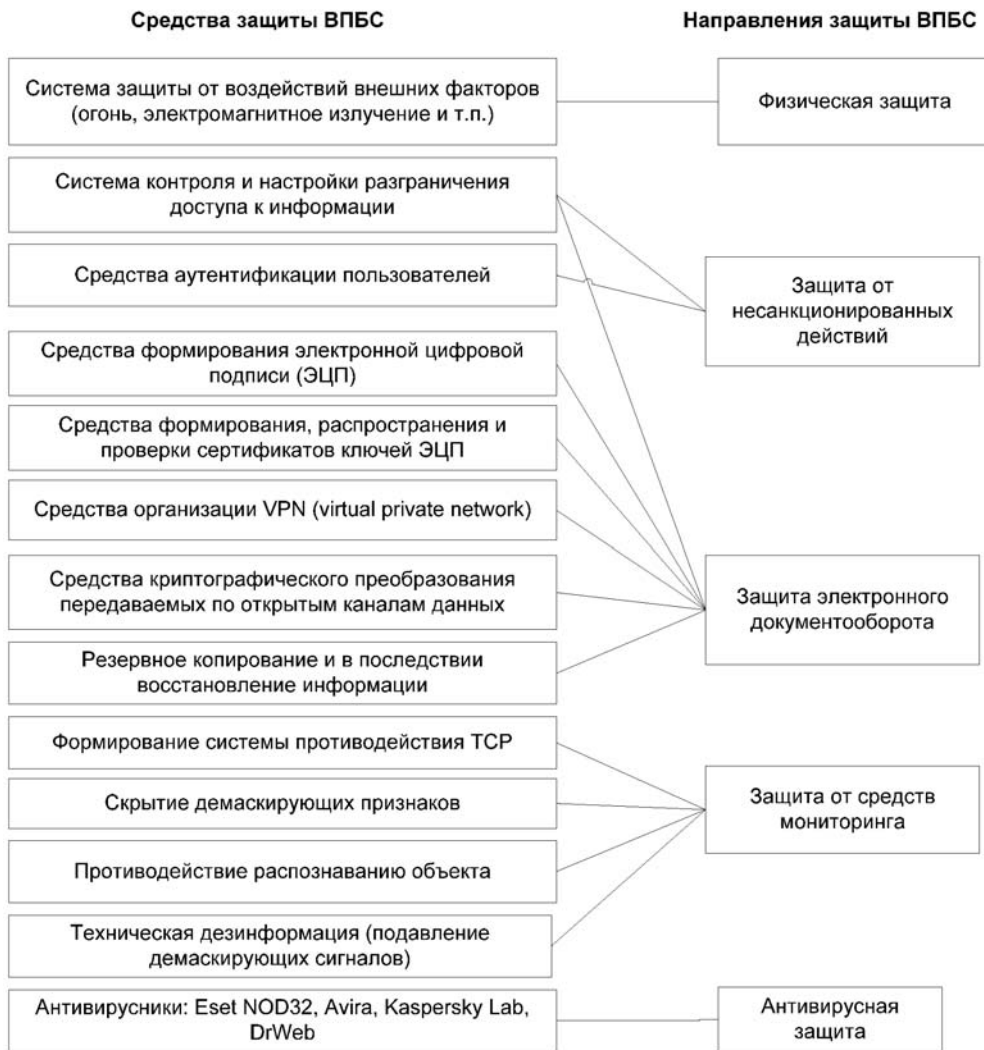 Средства защиты ВПБС
Направления защиты ВПБС
Система защиты от воздействий внешних факторов
(огонь, электромагнитное излучение и т.п.)
Физическая защита
Система контроля и настройки разграничения
доступа к информации
Средства аутентификации пользователей
Защита от
несанкционированных
действий
Средства формирования электронной цифровой
подписи (ЭЦП)
Средства формирования, распространения и
проверки сертификатов ключей ЭЦП
Средства организации VPN (virtual private network)
Средства криптографического преобразования
передаваемых по открытым каналам данных
Защита электронного
документооборота
Резервное копирование и в последствии
восстановление информации
Формирование системы противодействия ТСР
Скрытие демаскирующих признаков
Защита от средств
мониторинга
Противодействие распознаванию объекта
Техническая дезинформация (подавление
демаскирующих сигналов)
Антивирусники: Eset NOD32, Avira, Kaspersky Lab,
DrWeb
Антивирусная
защита